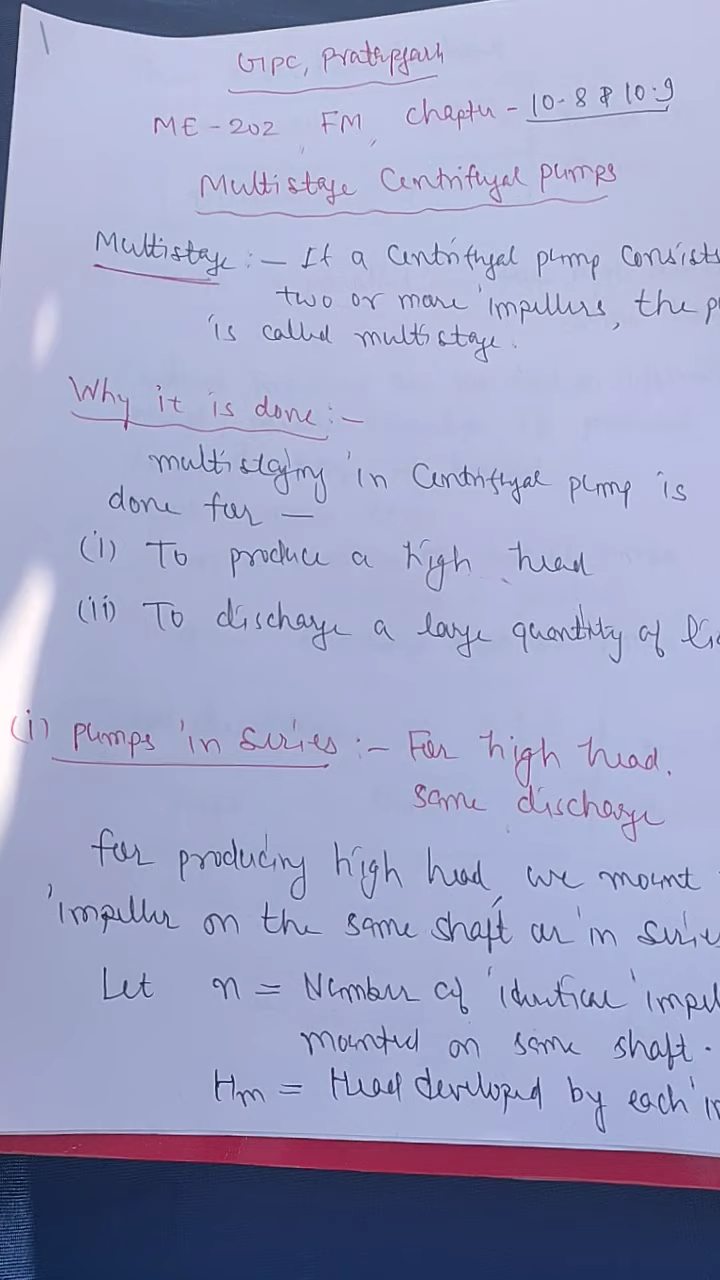 1
GPC, Pratapgarh
ME-202, FM, Chapter - 10.8 & 10.9
Multistage Centrifugal Pumps
Multistage :- If a Centrifugal pump consists
two or more impellers, the p
is called multistage.
Why it is done :-
multistaging in Centrifugal pump is
done for —
(i) To produce a high head
(ii) To discharge a large quantity of li
(i) Pumps in series :- For high head.
same discharge
for producing high head, we mount
impeller on the same shaft or in serie
Let n = Number of identical impel
mounted on same shaft.
Hm = Head developed by each i